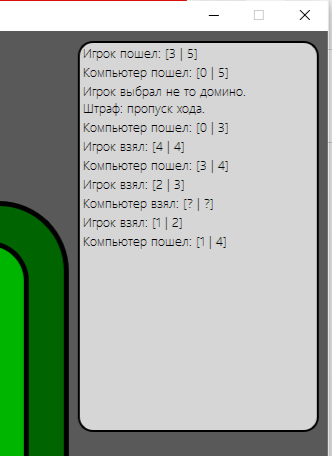 Игрок пошел: [3 | 5]
Компьютер пошел: [0 | 5]
Игрок выбрал не то домино.
Штраф: пропуск хода.
Компьютер пошел: [0 | 3]
Игрок взял: [4 | 4]
Компьютер пошел: [3 | 4]
Игрок взял: [2 | 3]
Компьютер взял: [? | ?]
Игрок взял: [1 | 2]
Компьютер пошел: [1 | 4]